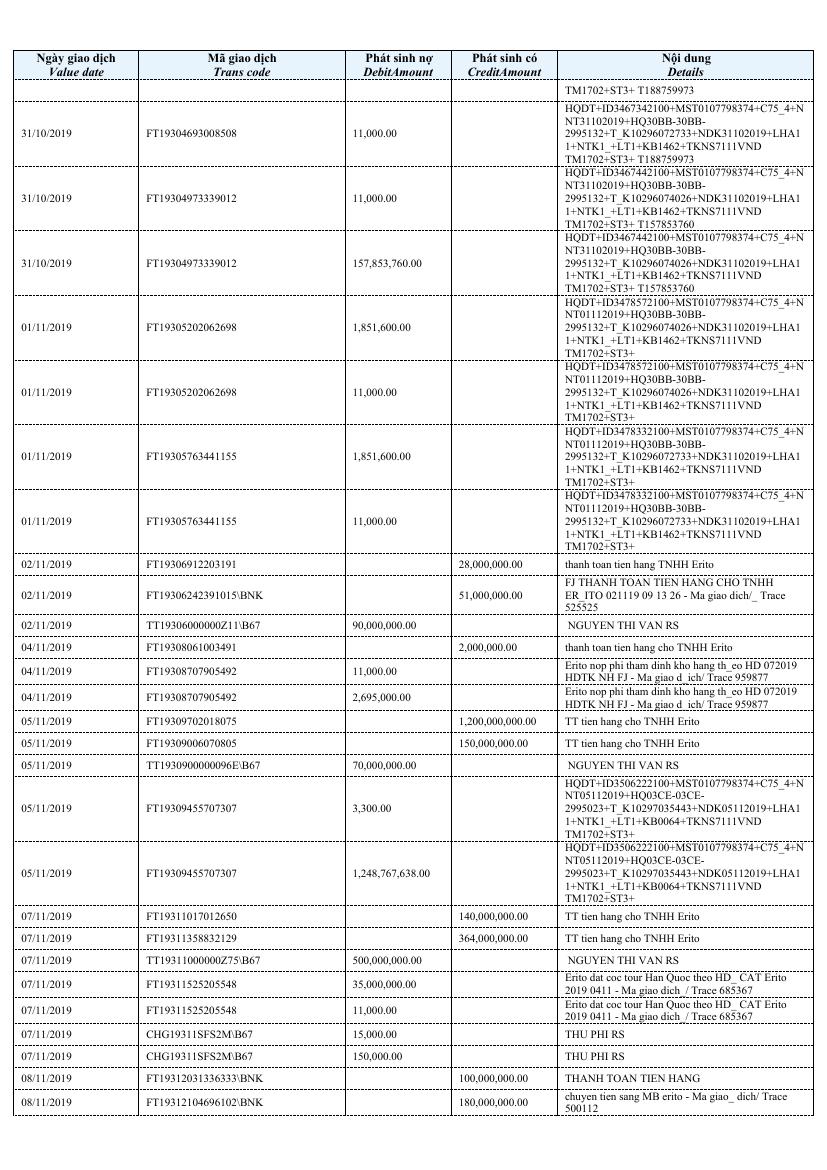 Ngày giao dịch Mã giao dịch Phát sinh nợ Phát sinh có Nội dung
Value date Trans code DebitAmount CreditAmount Details
TM1702+ST3+ T188759973
HQDT+ID3467342100+MST0107798374+C75_4+N
NT31102019+HQ30BB-30BB-
31/10/2019 FT19304693008508 11,000.00 2995132+T_K10296072733+NDK31102019+LHA1
1+NTK1_+LT1+KB1462+TKNS7111VND
TM1702+ST3+ T188759973
HQDT+ID3467442100+MST0107798374+C75_4+N
NT31102019+HQ30BB-30BB-
31/10/2019 FT19304973339012 11,000.00 2995132+T_K10296074026+NDK31102019+LHA1
1+NTK1_+LT1+KB1462+TKNS7111VND
TM1702+ST3+ T157853760
HQDT+ID3467442100+MST0107798374+C75_4+N
NT31102019+HQ30BB-30BB-
31/10/2019 FT19304973339012 157,853,760.00 2995132+T_K10296074026+NDK31102019+LHA1
1+NTK1_+LT1+KB1462+TKNS7111VND
TM1702+ST3+ T157853760
HQDT+ID3478572100+MST0107798374+C75_4+N
NT01112019+HQ30BB-30BB-
01/11/2019 FT19305202062698 1,851,600.00 2995132+T_K10296074026+NDK31102019+LHA1
1+NTK1_+LT1+KB1462+TKNS7111VND
TM1702+ST3+
HQDT+ID3478572100+MST0107798374+C75_4+N
NT01112019+HQ30BB-30BB-
01/11/2019 FT19305202062698 11,000.00 2995132+T_K10296074026+NDK31102019+LHA1
1+NTK1_+LT1+KB1462+TKNS7111VND
TM1702+ST3+
HQDT+ID3478332100+MST0107798374+C75_4+N
NT01112019+HQ30BB-30BB-
01/11/2019 FT19305763441155 1,851,600.00 2995132+T_K10296072733+NDK31102019+LHA1
1+NTK1_+LT1+KB1462+TKNS7111VND
TM1702+ST3+
HQDT+ID3478332100+MST0107798374+C75_4+N
NT01112019+HQ30BB-30BB-
01/11/2019 FT19305763441155 11,000.00 2995132+T_K10296072733+NDK31102019+LHA1
1+NTK1_+LT1+KB1462+TKNS7111VND
TM1702+ST3+
02/11/2019 FT19306912203191 28,000,000.00 thanh toan tien hang TNHH Erito
FJ THANH TOAN TIEN HANG CHO TNHH
02/11/2019 FT19306242391015\BNK 51,000,000.00 ER_ITO 021119 09 13 26 - Ma giao dich/_ Trace
525525
02/11/2019 TT19306000000Z11\B67 90,000,000.00 NGUYEN THI VAN RS
04/11/2019 FT19308061003491 2,000,000.00 thanh toan tien hang cho TNHH Erito
04/11/2019 FT19308707905492 11,000.00 Erito nop phi tham dinh kho hang th_eo HD 072019
HDTK NH FJ - Ma giao d_ich/ Trace 959877
04/11/2019 FT19308707905492 2,695,000.00 Erito nop phi tham dinh kho hang th_eo HD 072019
HDTK NH FJ - Ma giao d_ich/ Trace 959877
05/11/2019 FT19309702018075 1,200,000,000.00 TT tien hang cho TNHH Erito
05/11/2019 FT19309006070805 150,000,000.00 TT tien hang cho TNHH Erito
05/11/2019 TT1930900000096E\B67 70,000,000.00 NGUYEN THI VAN RS
HQDT+ID3506222100+MST0107798374+C75_4+N
NT05112019+HQ03CE-03CE-
05/11/2019 FT19309455707307 3,300.00 2995023+T_K10297035443+NDK05112019+LHA1
1+NTK1_+LT1+KB0064+TKNS7111VND
TM1702+ST3+
HQDT+ID3506222100+MST0107798374+C75_4+N
NT05112019+HQ03CE-03CE-
05/11/2019 FT19309455707307 1,248,767,638.00 2995023+T_K10297035443+NDK05112019+LHA1
1+NTK1_+LT1+KB0064+TKNS7111VND
TM1702+ST3+
07/11/2019 FT19311017012650 140,000,000.00 TT tien hang cho TNHH Erito
07/11/2019 FT19311358832129 364,000,000.00 TT tien hang cho TNHH Erito
07/11/2019 TT19311000000Z75\B67 500,000,000.00 NGUYEN THI VAN RS
07/11/2019 FT19311525205548 35,000,000.00 Erito dat coc tour Han Quoc theo HD_ CAT Erito
2019 0411 - Ma giao dich_/ Trace 685367
07/11/2019 FT19311525205548 11,000.00 Erito dat coc tour Han Quoc theo HD_ CAT Erito
2019 0411 - Ma giao dich_/ Trace 685367
07/11/2019 CHG19311SFS2M\B67 15,000.00 THU PHI RS
07/11/2019 CHG19311SFS2M\B67 150,000.00 THU PHI RS
08/11/2019 FT19312031336333\BNK 100,000,000.00 THANH TOAN TIEN HANG
08/11/2019 FT19312104696102\BNK 180,000,000.00 chuyen tien sang MB erito - Ma giao_ dich/ Trace
500112